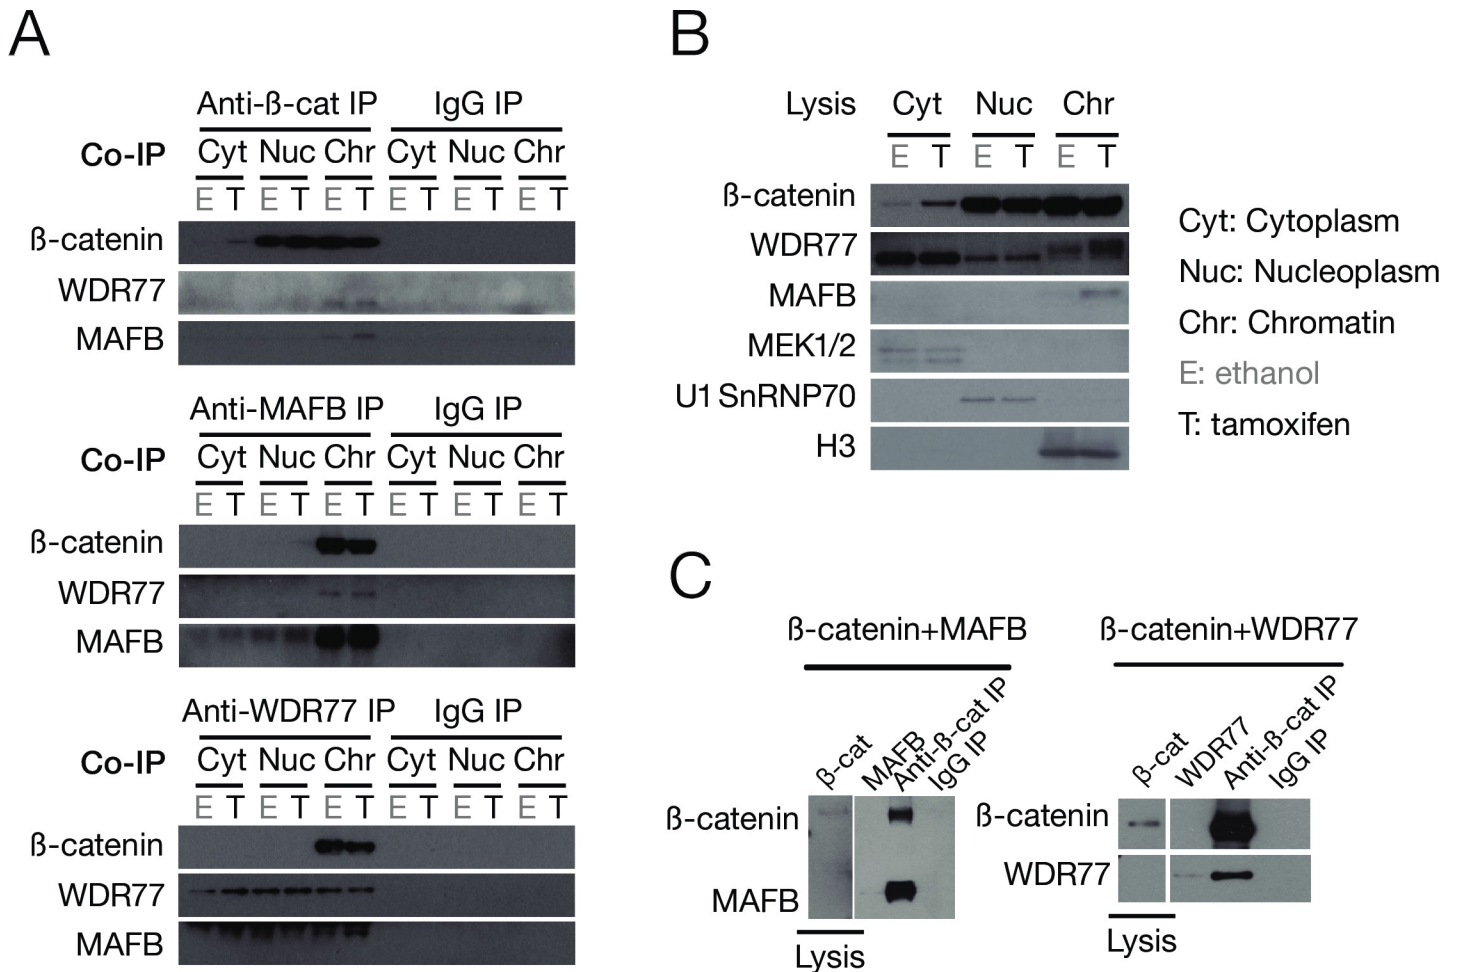 A
Anti-ß-cat IP IgG IP
Co-IP Cyt Nuc Chr Cyt Nuc Chr
E T E T E T E T E T E T
ß-catenin
WDR77
MAFB
Anti-MAFB IP IgG IP
Co-IP Cyt Nuc Chr Cyt Nuc Chr
E T E T E T E T E T E T
ß-catenin
WDR77
MAFB
Anti-WDR77 IP IgG IP
Co-IP Cyt Nuc Chr Cyt Nuc Chr
E T E T E T E T E T E T
ß-catenin
WDR77
MAFB
B
Lysis Cyt Nuc Chr
E T E T E T
ß-catenin
WDR77
MAFB
MEK1/2
U1 SnRNP70
H3
Cyt: Cytoplasm
Nuc: Nucleoplasm
Chr: Chromatin
E: ethanol
T: tamoxifen
C
ß-catenin+MAFB
β-cat
MAFB
Anti-ß-cat IP
IgG IP
ß-catenin
MAFB
Lysis
ß-catenin+WDR77
β-cat
WDR77
Anti-ß-cat IP
IgG IP
ß-catenin
WDR77
Lysis